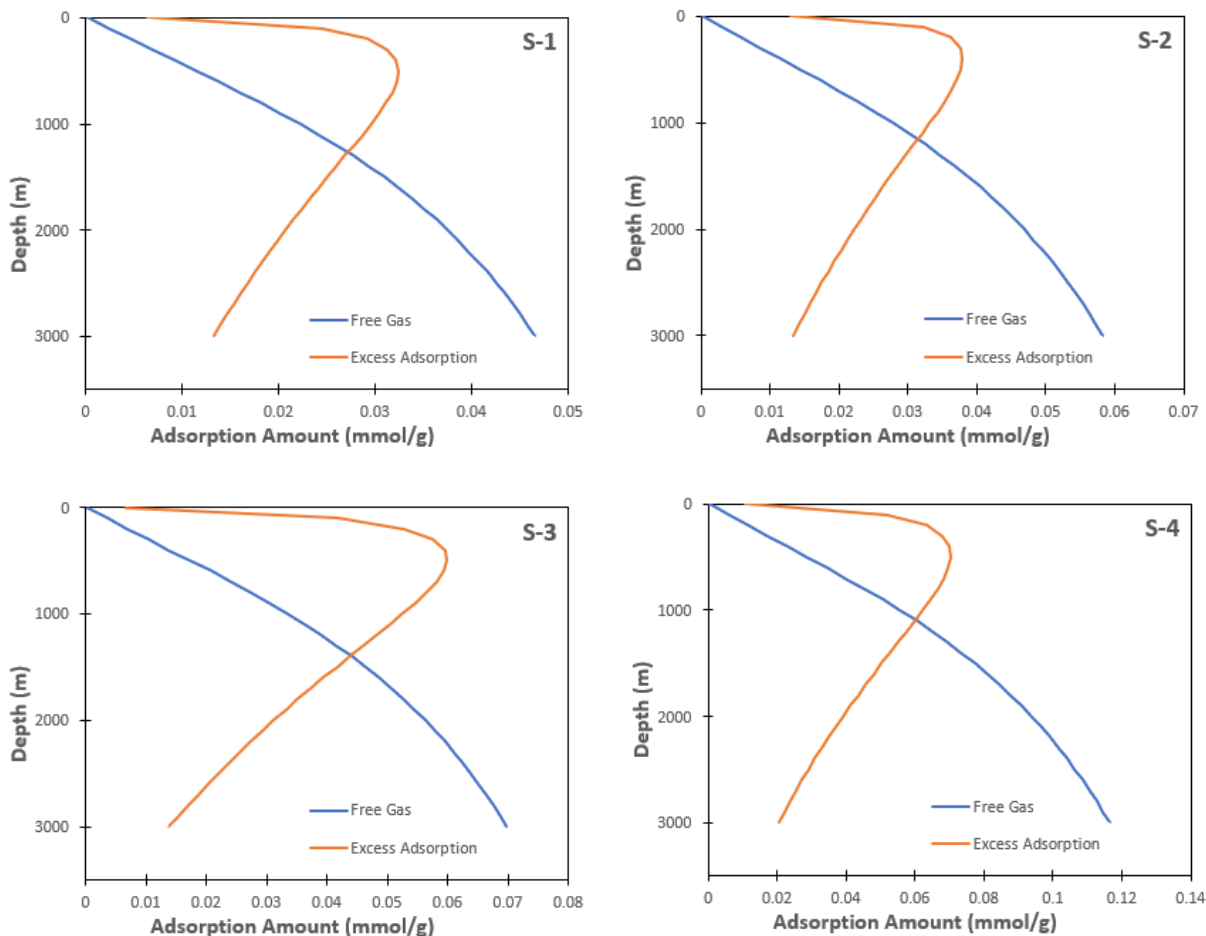 S-1
0
1000
2000
3000
Depth (m)
Free Gas
Excess Adsorption
0 0.01 0.02 0.03 0.04 0.05
Adsorption Amount (mmol/g)
S-2
0
1000
2000
3000
Depth (m)
Free Gas
Excess Adsorption
0 0.01 0.02 0.03 0.04 0.05 0.06 0.07
Adsorption Amount (mmol/g)
S-3
0
1000
2000
3000
Depth (m)
Free Gas
Excess Adsorption
0 0.01 0.02 0.03 0.04 0.05 0.06 0.07 0.08
Adsorption Amount (mmol/g)
S-4
0
1000
2000
3000
Depth (m)
Free Gas
Excess Adsorption
0 0.02 0.04 0.06 0.08 0.1 0.12 0.14
Adsorption Amount (mmol/g)